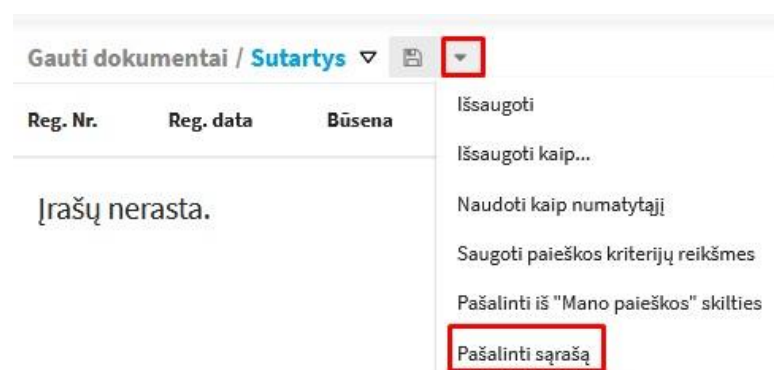 Gauti dokumentai / Sutartys
Išsaugoti
Reg. Nr. Reg. data Būsena
Išsaugoti kaip...
Įrašų nerasta.
Naudoti kaip numatytąjį
Saugoti paieškos kriterijų reikšmes
Pašalinti iš "Mano paieškos" skilties
Pašalinti sąrašą